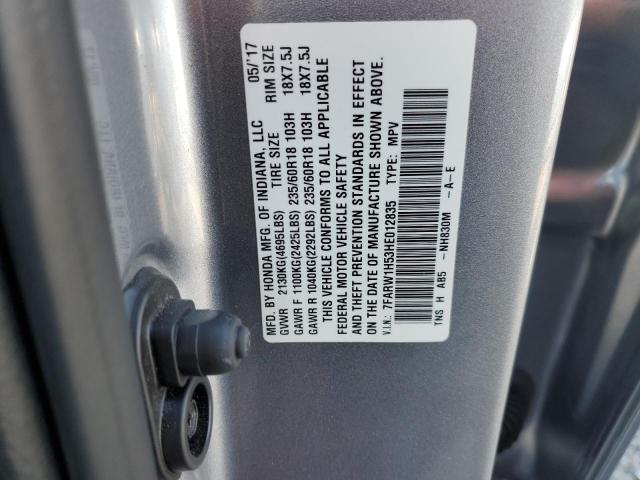 MFD. BY HONDA MFG. OF INDIANA, LLC 05/'17
GVWR 2130KG(4695LBS) TIRE SIZE RIM SIZE
GAWR F 1100KG(2425LBS) 235/60R18 103H 18X7.5J
GAWR R 1040KG(2292LBS) 235/60R18 103H 18X7.5J
THIS VEHICLE CONFORMS TO ALL APPLICABLE
FEDERAL MOTOR VEHICLE SAFETY
AND THEFT PREVENTION STANDARDS IN EFFECT
ON THE DATE OF MANUFACTURE SHOWN ABOVE.
V.I.N.: 7FARW1H53HE012835 TYPE: MPV
TNS H AB5 -NH830M -A-E